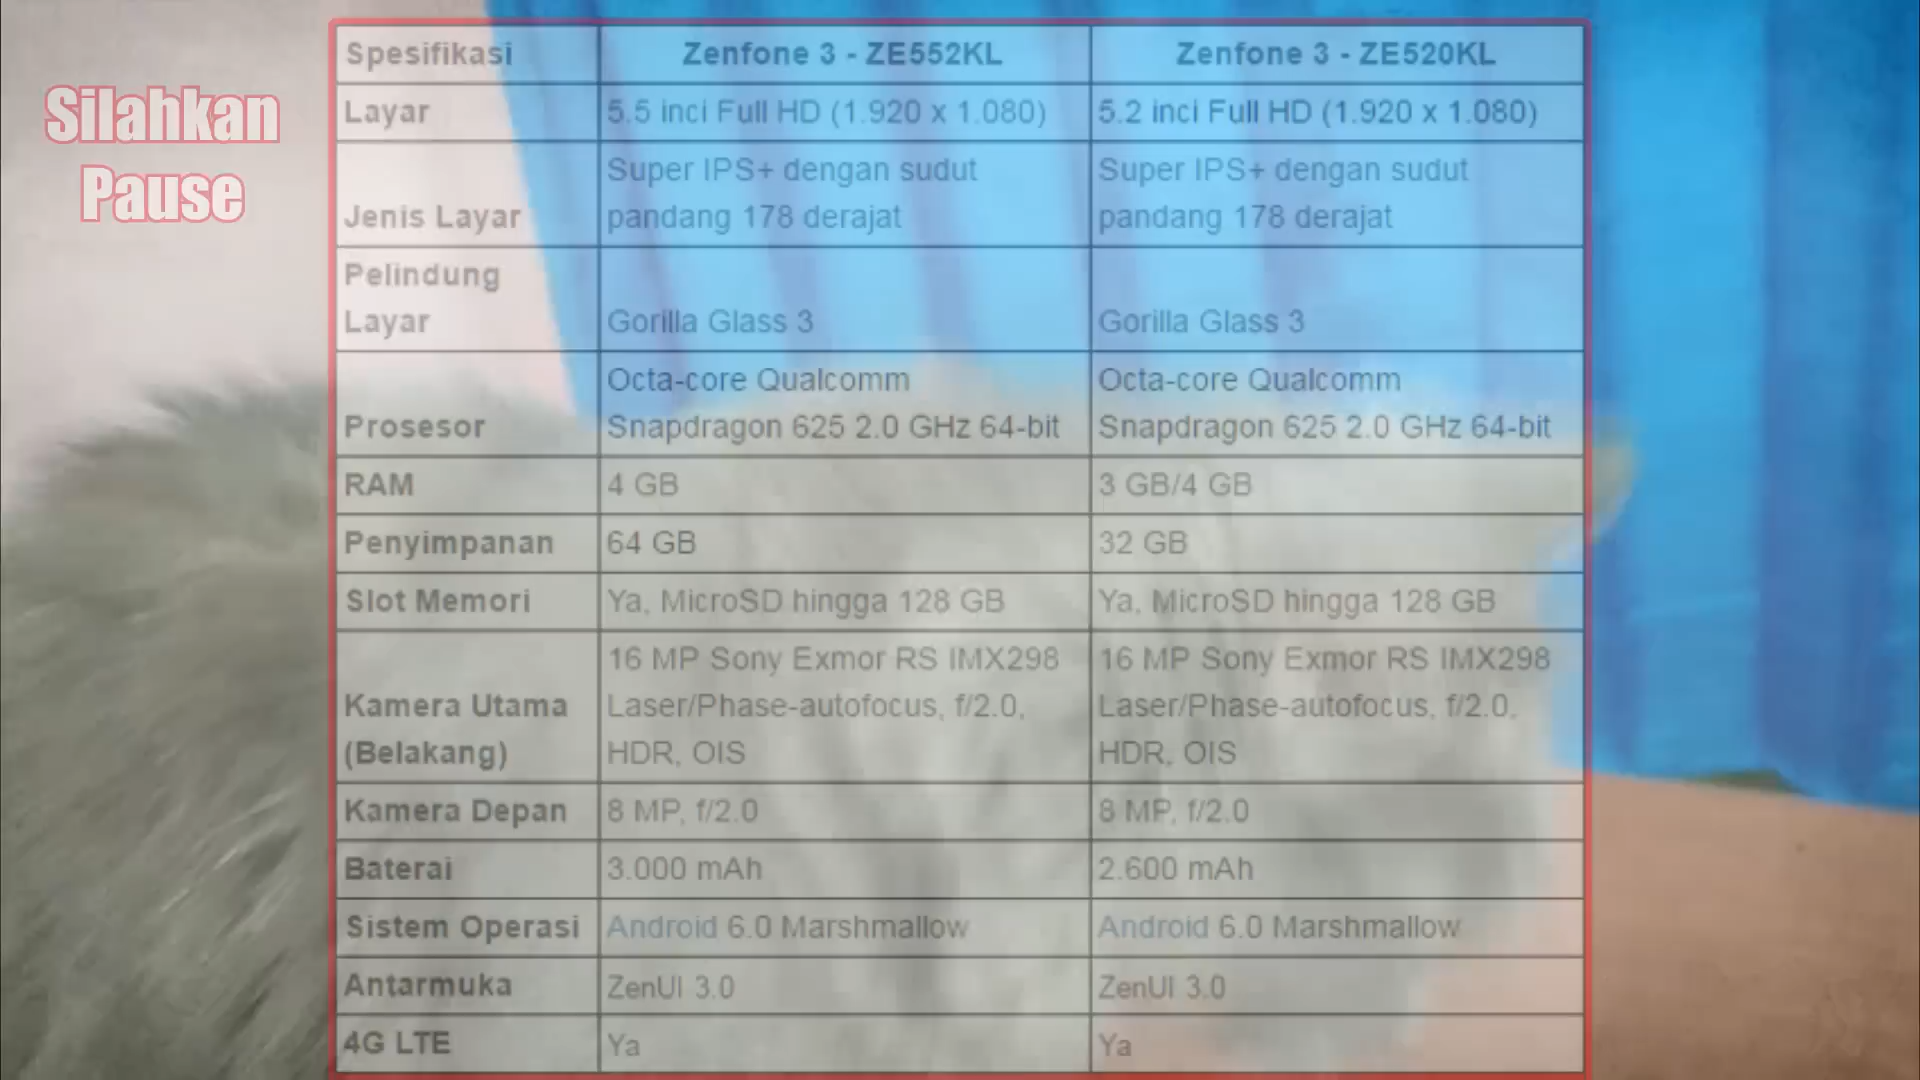 Silahkan
Pause
Spesifikasi Zenfone 3 - ZE552KL Zenfone 3 - ZE520KL
Layar 5.5 inci Full HD (1.920 x 1.080) 5.2 inci Full HD (1.920 x 1.080)
Super IPS+ dengan sudut Super IPS+ dengan sudut
Jenis Layar pandang 178 derajat pandang 178 derajat
Pelindung
Layar Gorilla Glass 3 Gorilla Glass 3
Octa-core Qualcomm Octa-core Qualcomm
Prosesor Snapdragon 625 2.0 GHz 64-bit Snapdragon 625 2.0 GHz 64-bit
RAM 4 GB 3 GB/4 GB
Penyimpanan 64 GB 32 GB
Slot Memori Ya, MicroSD hingga 128 GB Ya, MicroSD hingga 128 GB
16 MP Sony Exmor RS IMX298 16 MP Sony Exmor RS IMX298
Kamera Utama Laser/Phase-autofocus, f/2.0, Laser/Phase-autofocus, f/2.0,
(Belakang) HDR, OIS HDR, OIS
Kamera Depan 8 MP, f/2.0 8 MP, f/2.0
Baterai 3.000 mAh 2.600 mAh
Sistem Operasi Android 6.0 Marshmallow Android 6.0 Marshmallow
Antarmuka ZenUI 3.0 ZenUI 3.0
4G LTE Ya Ya